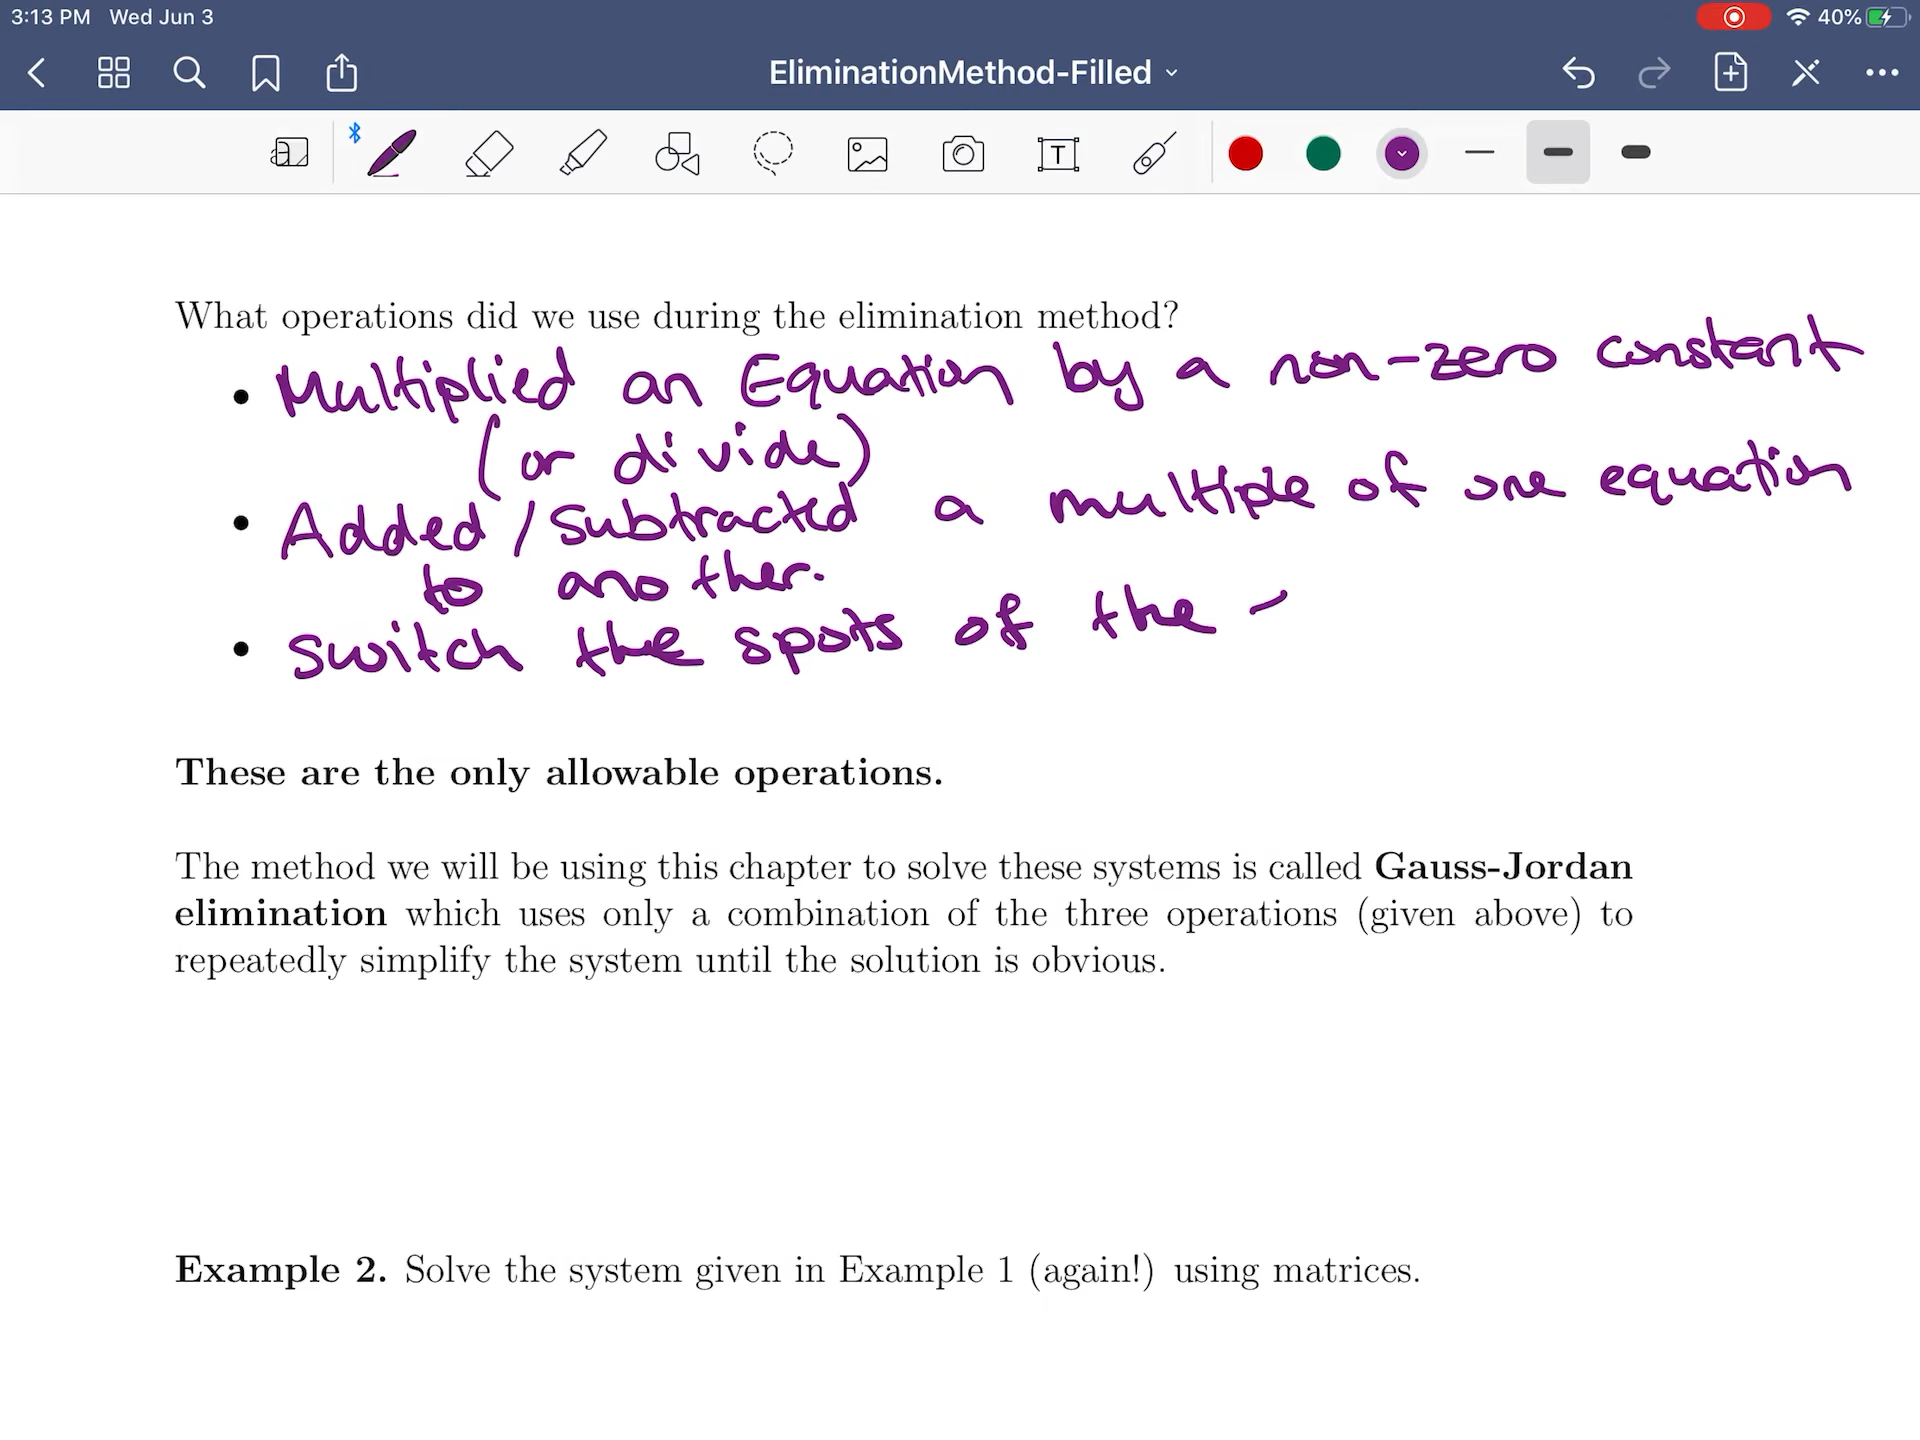 3:13 PM Wed Jun 3
40%
EliminationMethod-Filled
T
What operations did we use during the elimination method?
• Multiplied an Equation by a non-zero constant
(or divide)
• Added/Subtracted a multiple of one equation
to another.
• Switch the spots of the
These are the only allowable operations.
The method we will be using this chapter to solve these systems is called Gauss-Jordan
elimination which uses only a combination of the three operations (given above) to
repeatedly simplify the system until the solution is obvious.
Example 2. Solve the system given in Example 1 (again!) using matrices.